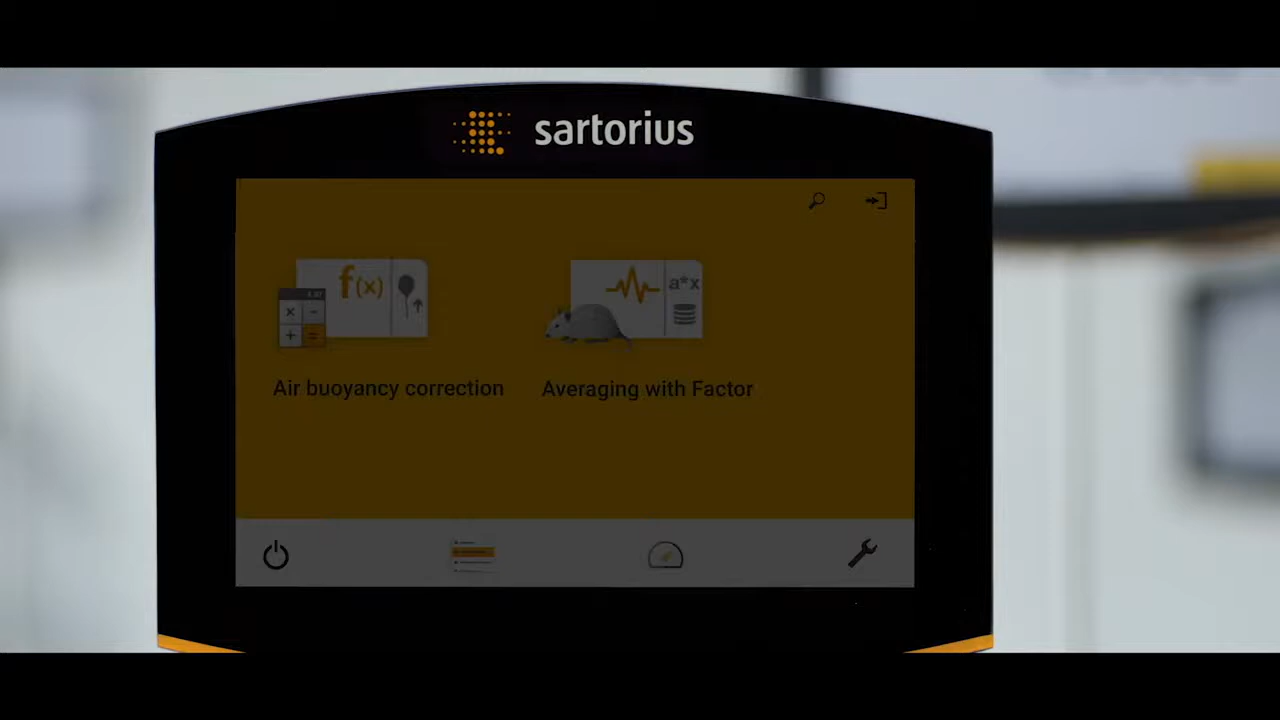 sartorius
f(x)
a*x
Air buoyancy correction
Averaging with Factor